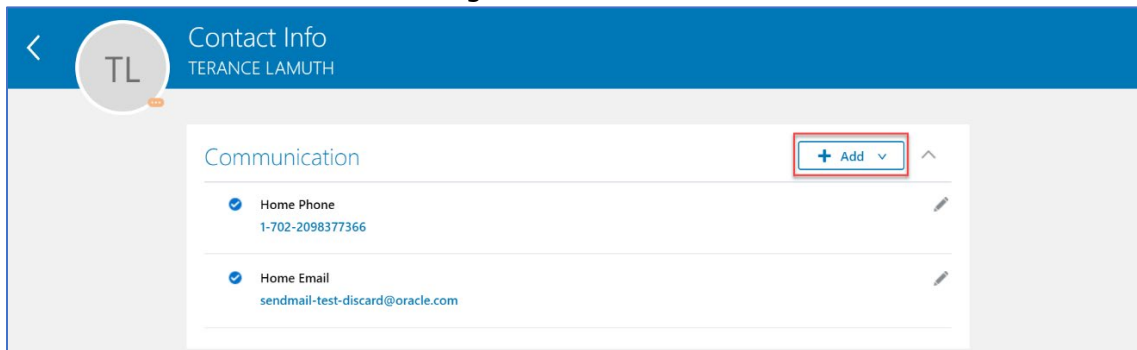 TL
Contact Info
TERANCE LAMUTH
Communication
+ Add
Home Phone
1-702-2098377366
Home Email
sendmail-test-discard@oracle.com